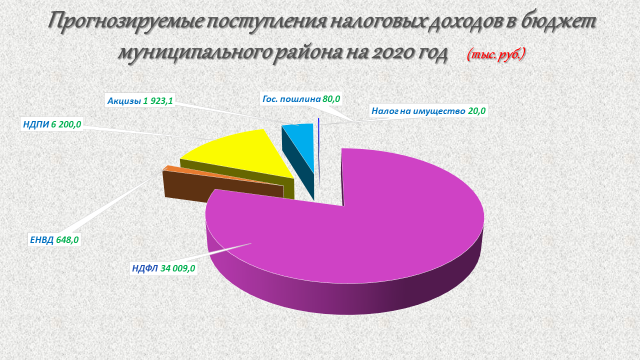 Прогнозируемые поступления налоговых доходов в бюджет
муниципального района на 2020 год (тыс. руб.)
Акцизы 1 923,1
Гос. пошлина 80,0
Налог на имущество 20,0
НДПИ 6 200,0
ЕНВД 648,0
НДФЛ 34 009,0